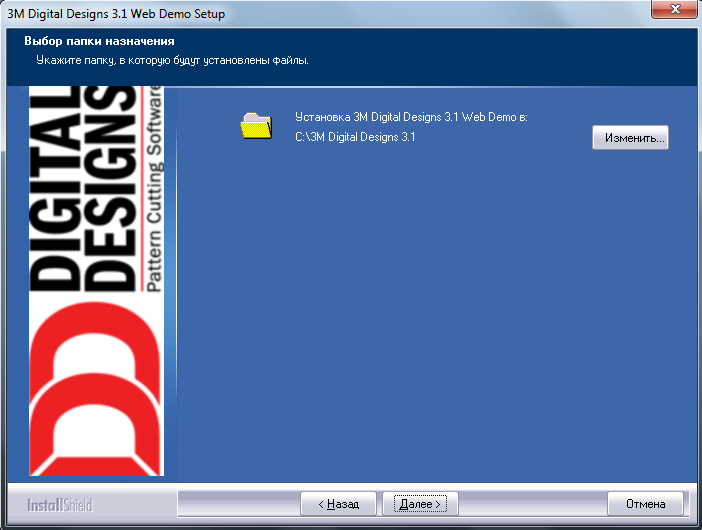 3M Digital Designs 3.1 Web Demo Setup
Выбор папки назначения
Укажите папку, в которую будут установлены файлы.
DIGITAL
DESIGNS
Pattern Cutting Software
Установка 3M Digital Designs 3.1 Web Demo в:
C:\3M Digital Designs 3.1
Изменить...
InstallShield
< Назад
Далее >
Отмена